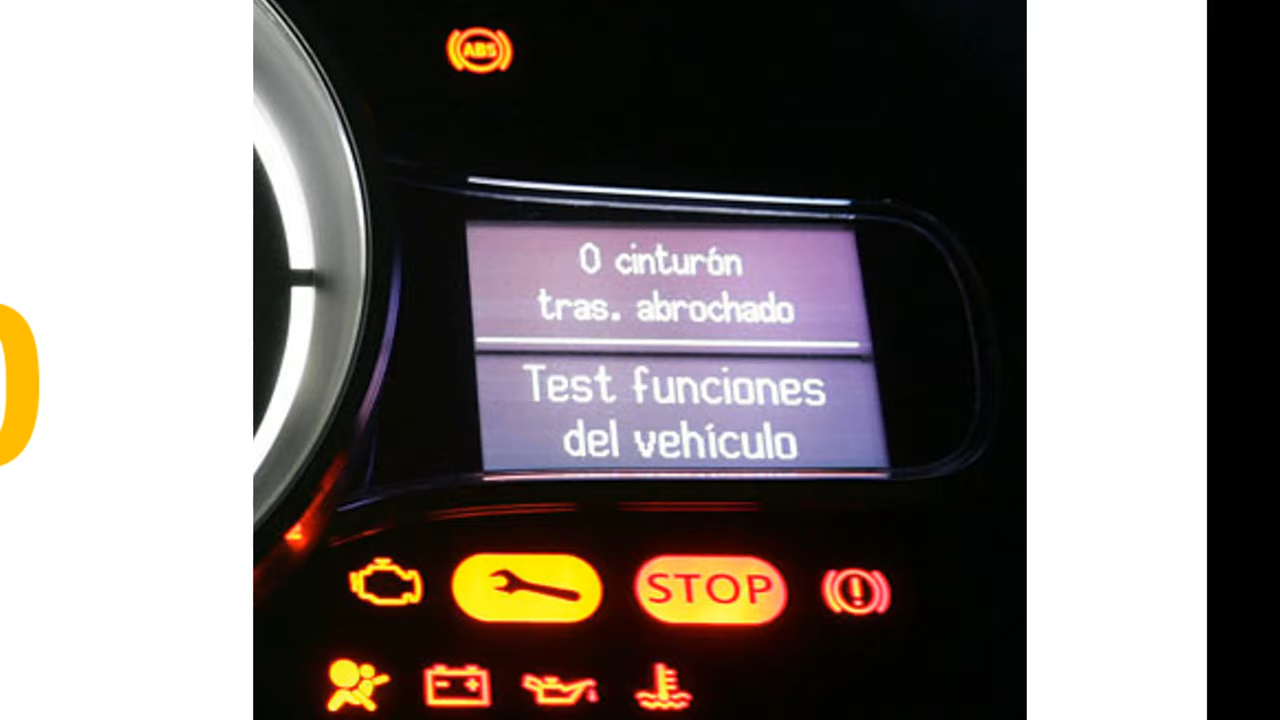 ABS
0 cinturón
tras. abrochado
Test funciones
del vehículo
STOP